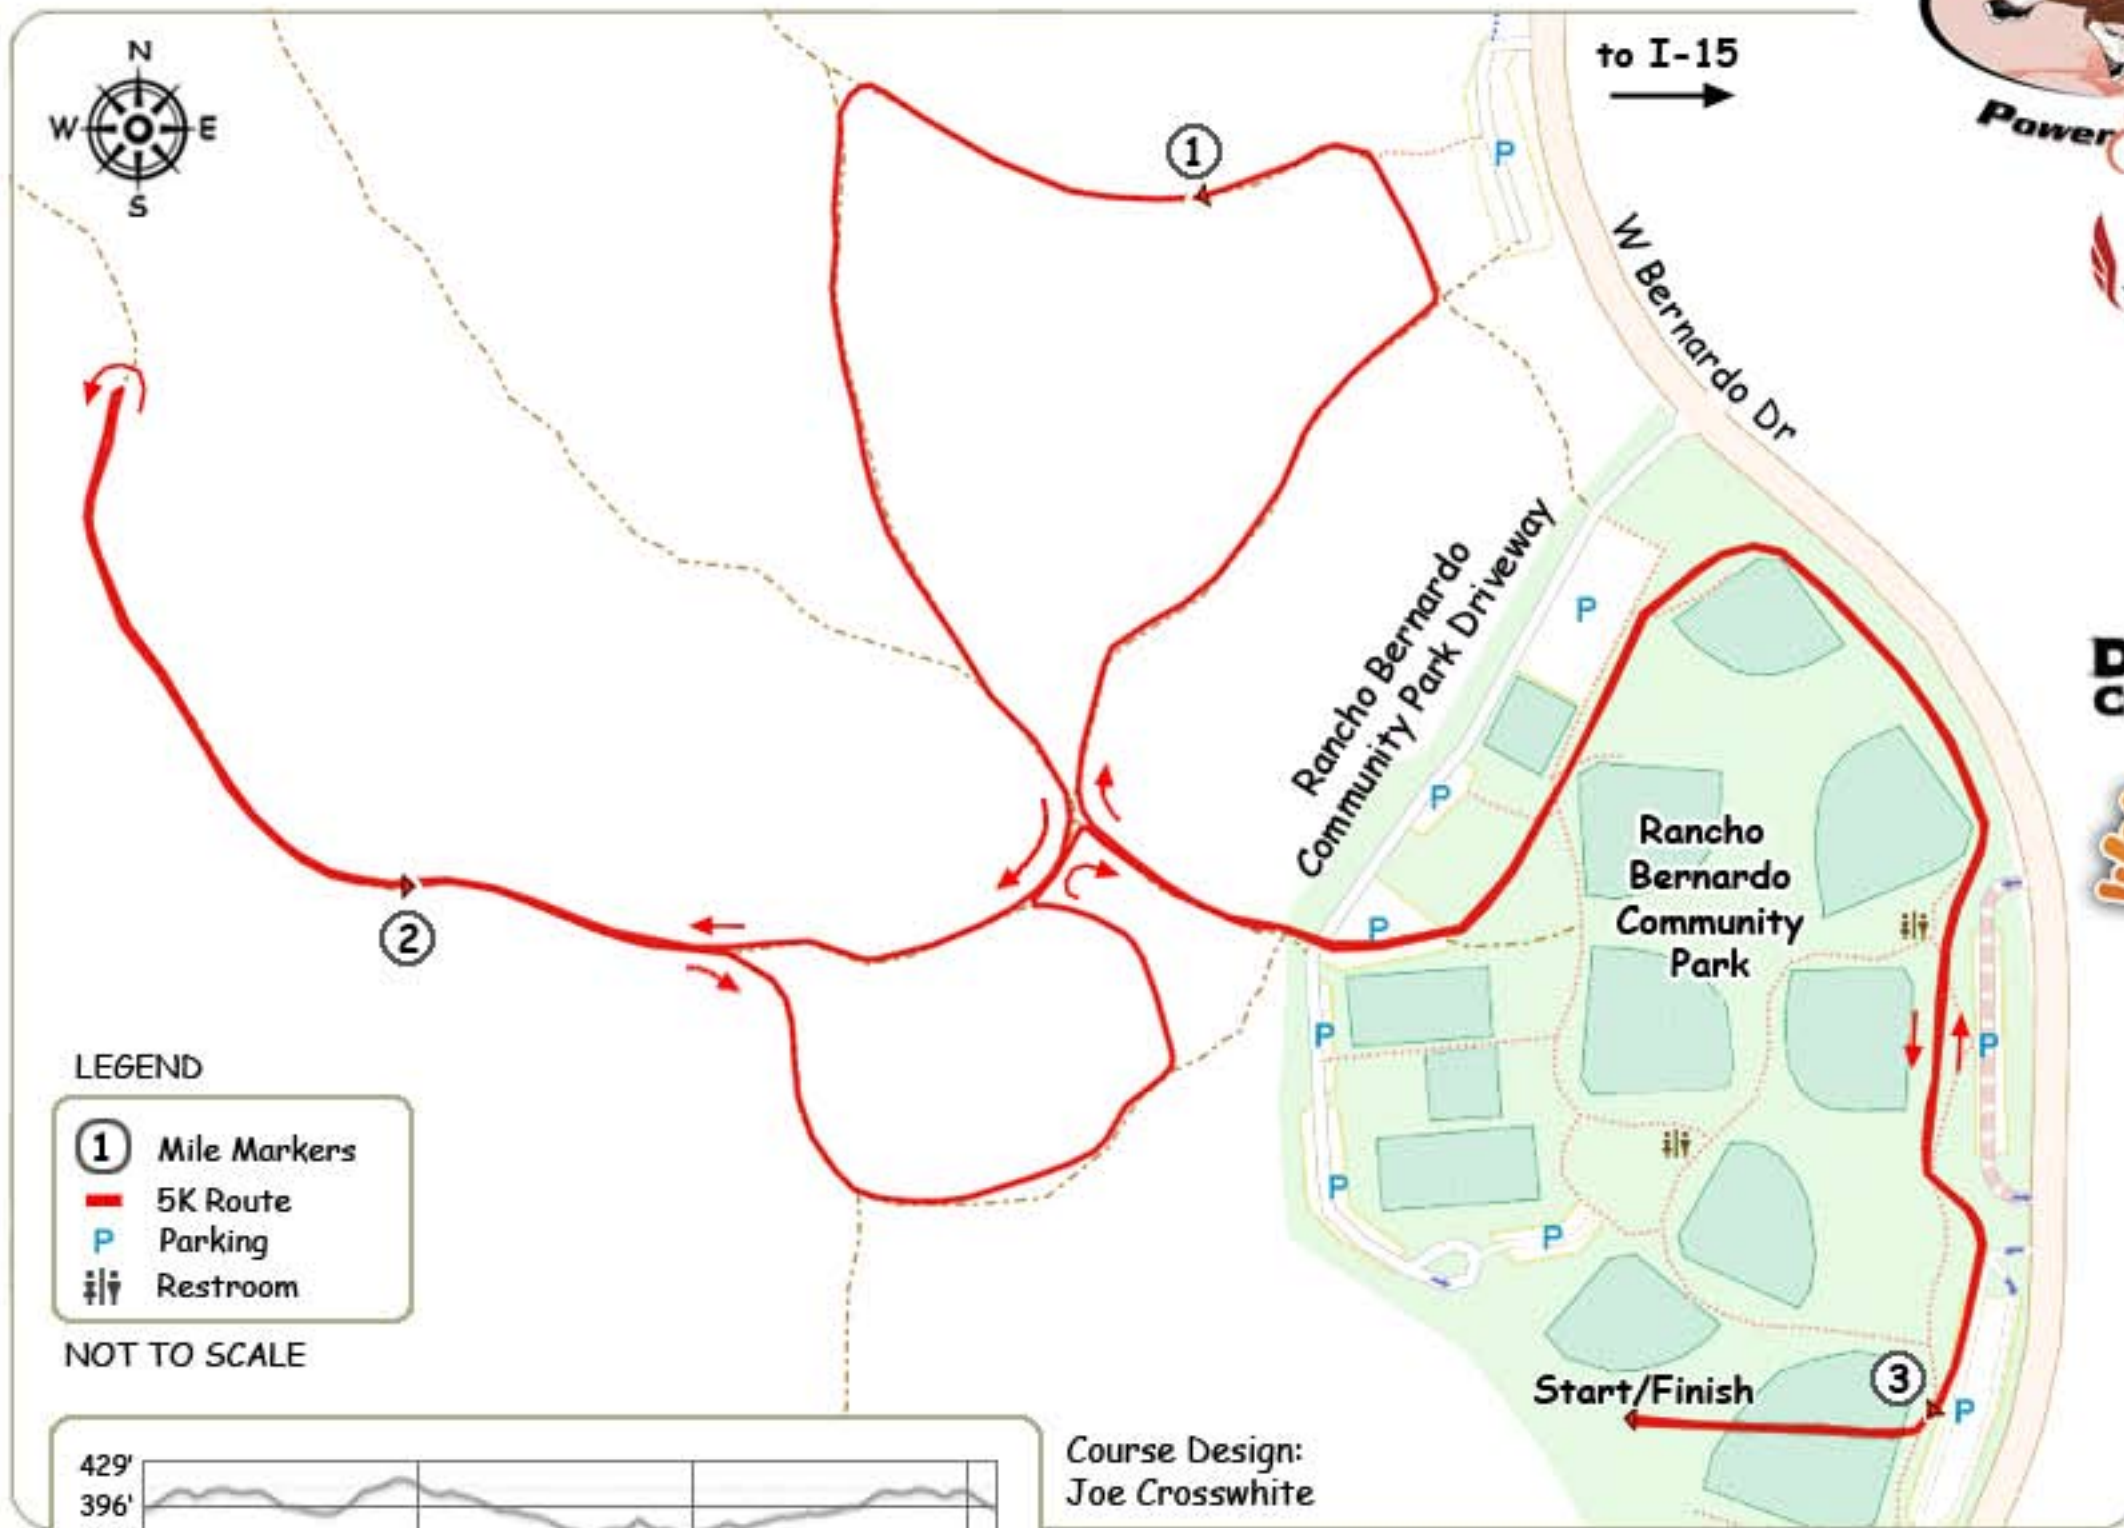 N
W E
S
to I-15
Power
1
P
W Bernardo Dr
Rancho Bernardo
Community Park Driveway
P
P
P
Rancho
Bernardo
Community
Park
2
P
P
LEGEND
1 Mile Markers
5K Route
P Parking
Restroom
P
P
NOT TO SCALE
Start/Finish
3
P
429'
396'
Course Design:
Joe Crosswhite